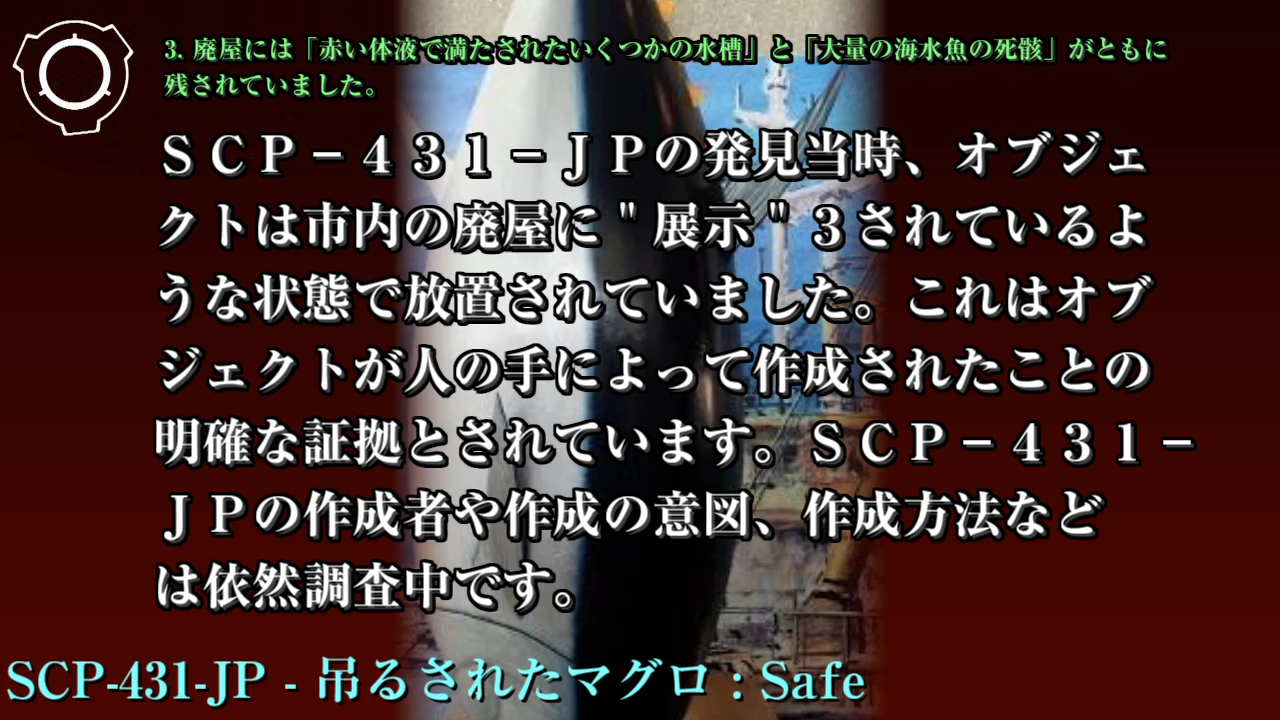 3. 廃屋には「赤い体液で満たされたいくつかの水槽」と「大量の海水魚の死骸」がともに
残されていました。
ＳＣＰ－４３１－ＪＰの発見当時、オブジェ
クトは市内の廃屋に＂展示＂３されているよ
うな状態で放置されていました。これはオブ
ジェクトが人の手によって作成されたことの
明確な証拠とされています。ＳＣＰ－４３１－
ＪＰの作成者や作成の意図、作成方法など
は依然調査中です。
SCP-431-JP - 吊るされたマグロ : Safe